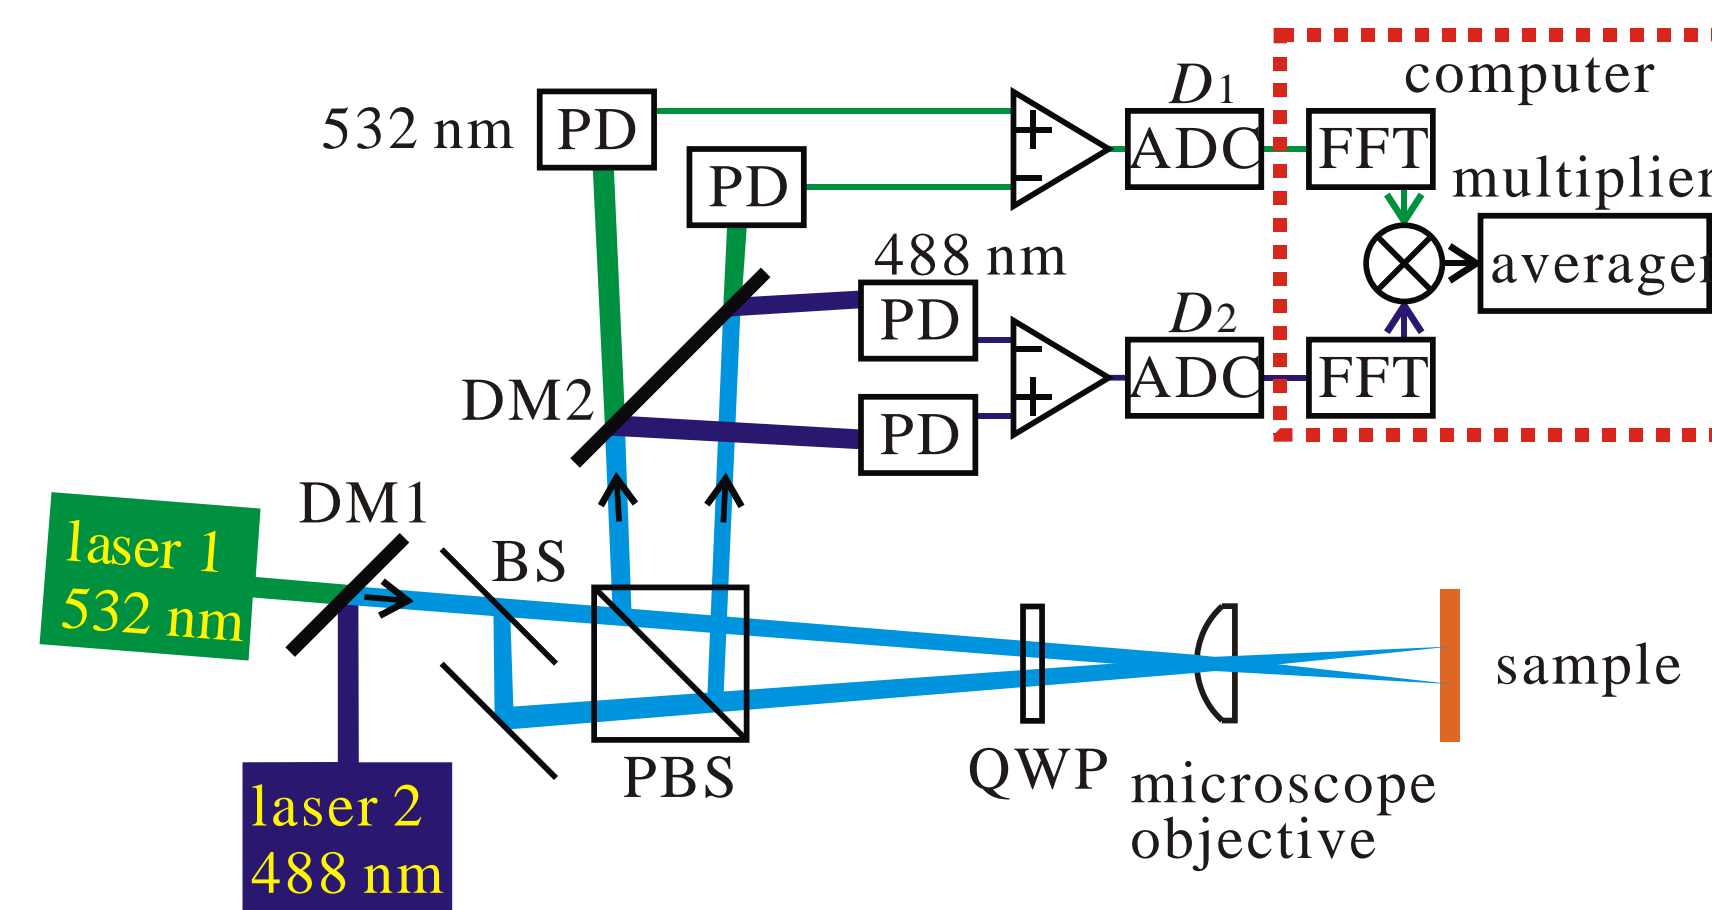 computer
D1
532 nm
PD
+
−
ADC
FFT
PD
multiplier
488 nm
averager
PD
−
+
D2
ADC
FFT
DM2
PD
DM1
laser 1
532 nm
BS
sample
PBS
QWP
microscope
objective
laser 2
488 nm